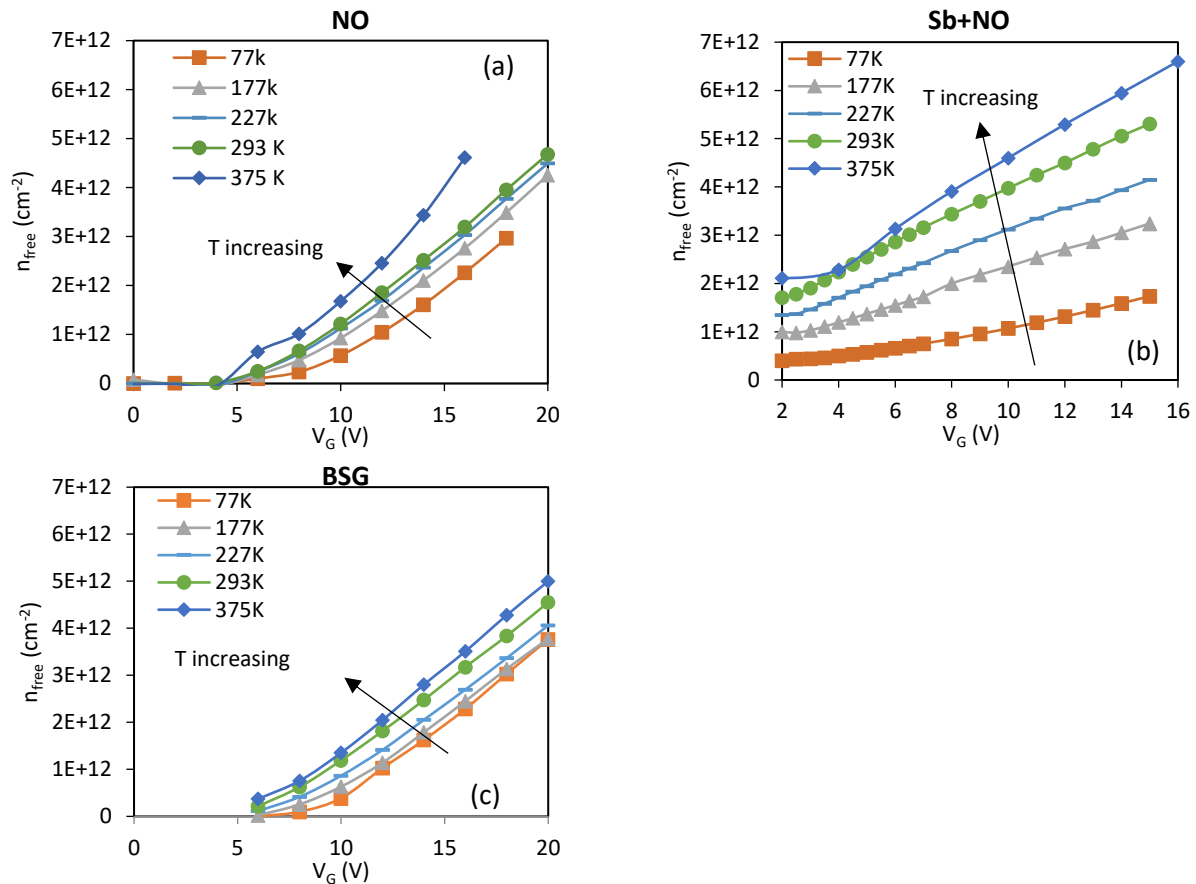 NO
7E+12
6E+12
5E+12
4E+12
3E+12
2E+12
1E+12
0
0 5 10 15 20
n_free (cm⁻²)
V_G (V)
77k
177k
227k
293 K
375 K
T increasing
(a)
Sb+NO
7E+12
6E+12
5E+12
4E+12
3E+12
2E+12
1E+12
0
2 4 6 8 10 12 14 16
n_free (cm⁻²)
V_G (V)
77K
177K
227K
293K
375K
T increasing
(b)
BSG
7E+12
6E+12
5E+12
4E+12
3E+12
2E+12
1E+12
0
0 5 10 15 20
n_free (cm⁻²)
V_G (V)
77K
177K
227K
293K
375K
T increasing
(c)